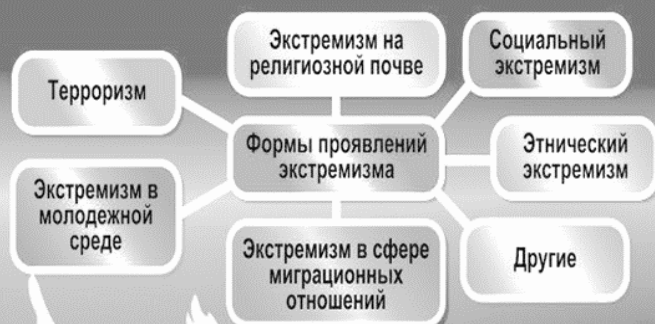 Экстремизм на
религиозной почве
Социальный
экстремизм
Терроризм
Формы проявлений
экстремизма
Этнический
экстремизм
Экстремизм в
молодежной
среде
Экстремизм в сфере
миграционных
отношений
Другие